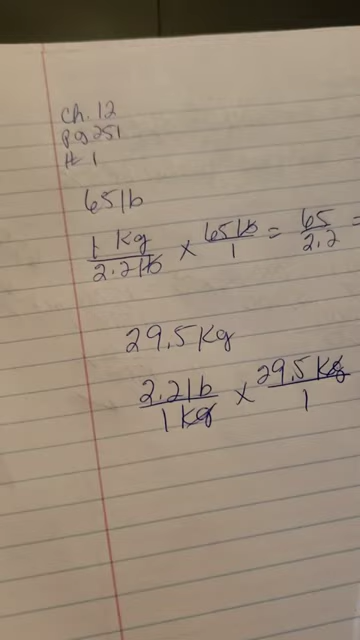 Ch. 12
pg 251
# 1
65 lb
1 Kg / 2.2 lb × 65 lb / 1 = 65 / 2.2 =
29.5 Kg
2.2 lb / 1 Kg × 29.5 Kg / 1